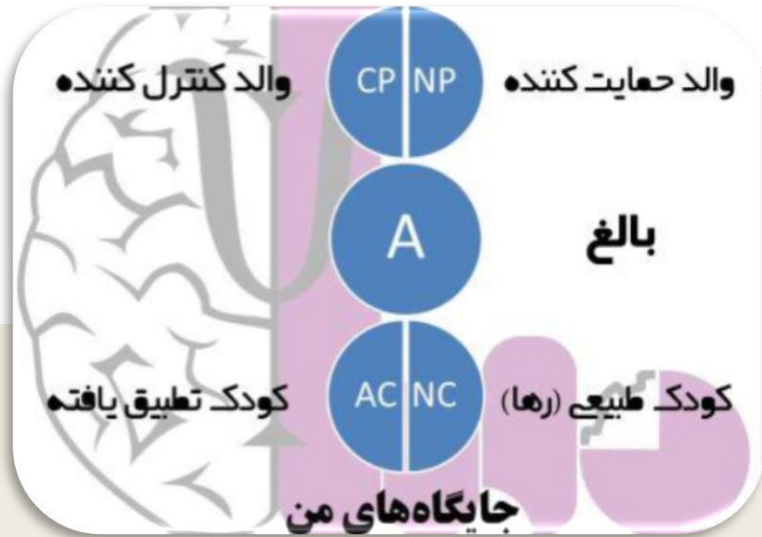 والد حمایت کننده NP CP والد کنترل کننده
بالغ A
کودک طبیعی (رها) NC AC کودک تطبیق یافته
جایگاه‌های من